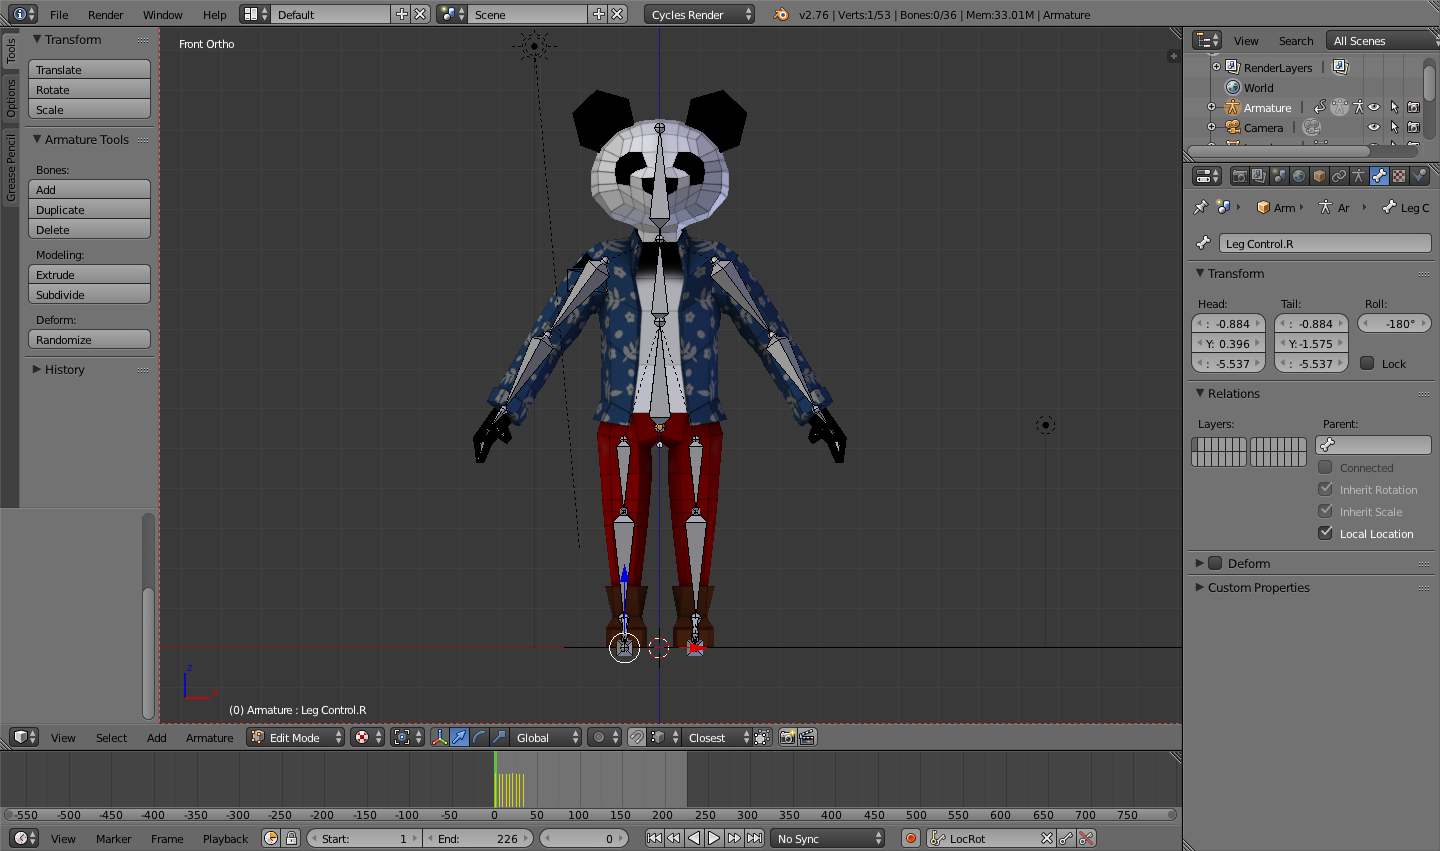 File Render Window Help Default Scene Cycles Render v2.76 | Verts:1/53 | Bones:0/36 | Mem:33.01M | Armature
Tools
Options
Grease Pencil
Transform
Translate
Rotate
Scale
Armature Tools
Bones:
Add
Duplicate
Delete
Modeling:
Extrude
Subdivide
Deform:
Randomize
History
Front Ortho
z
x
(0) Armature : Leg Control.R
View Search All Scenes
RenderLayers
World
Armature
Camera
Arm Ar Leg C
Leg Control.R
Transform
Head: Tail: Roll:
: -0.884 : -0.884 -180°
Y: 0.396 Y:-1.575
: -5.537 : -5.537 Lock
Relations
Layers: Parent:
Connected
Inherit Rotation
Inherit Scale
Local Location
Deform
Custom Properties
View Select Add Armature Edit Mode Global Closest
-550 -500 -450 -400 -350 -300 -250 -200 -150 -100 -50 0 50 100 150 200 250 300 350 400 450 500 550 600 650 700 750
View Marker Frame Playback Start: 1 End: 226 0 No Sync LocRot